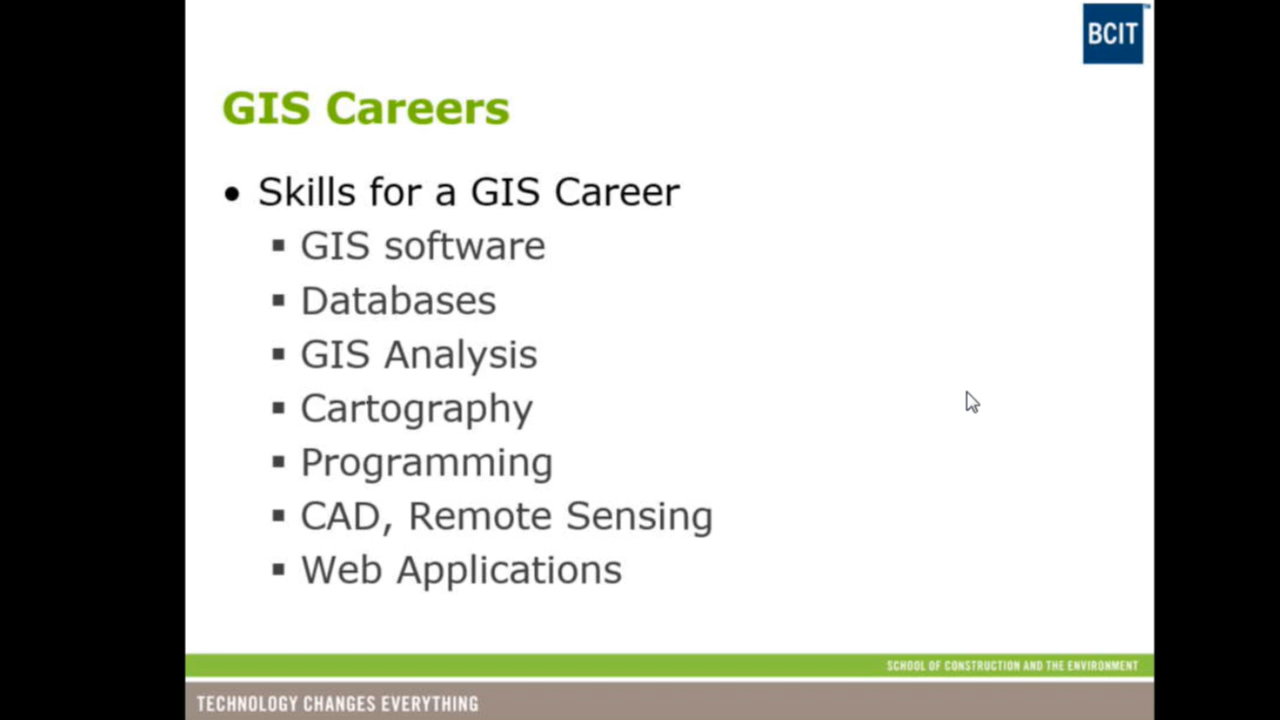 BCIT
GIS Careers
• Skills for a GIS Career
▪ GIS software
▪ Databases
▪ GIS Analysis
▪ Cartography
▪ Programming
▪ CAD, Remote Sensing
▪ Web Applications
SCHOOL OF CONSTRUCTION AND THE ENVIRONMENT
TECHNOLOGY CHANGES EVERYTHING